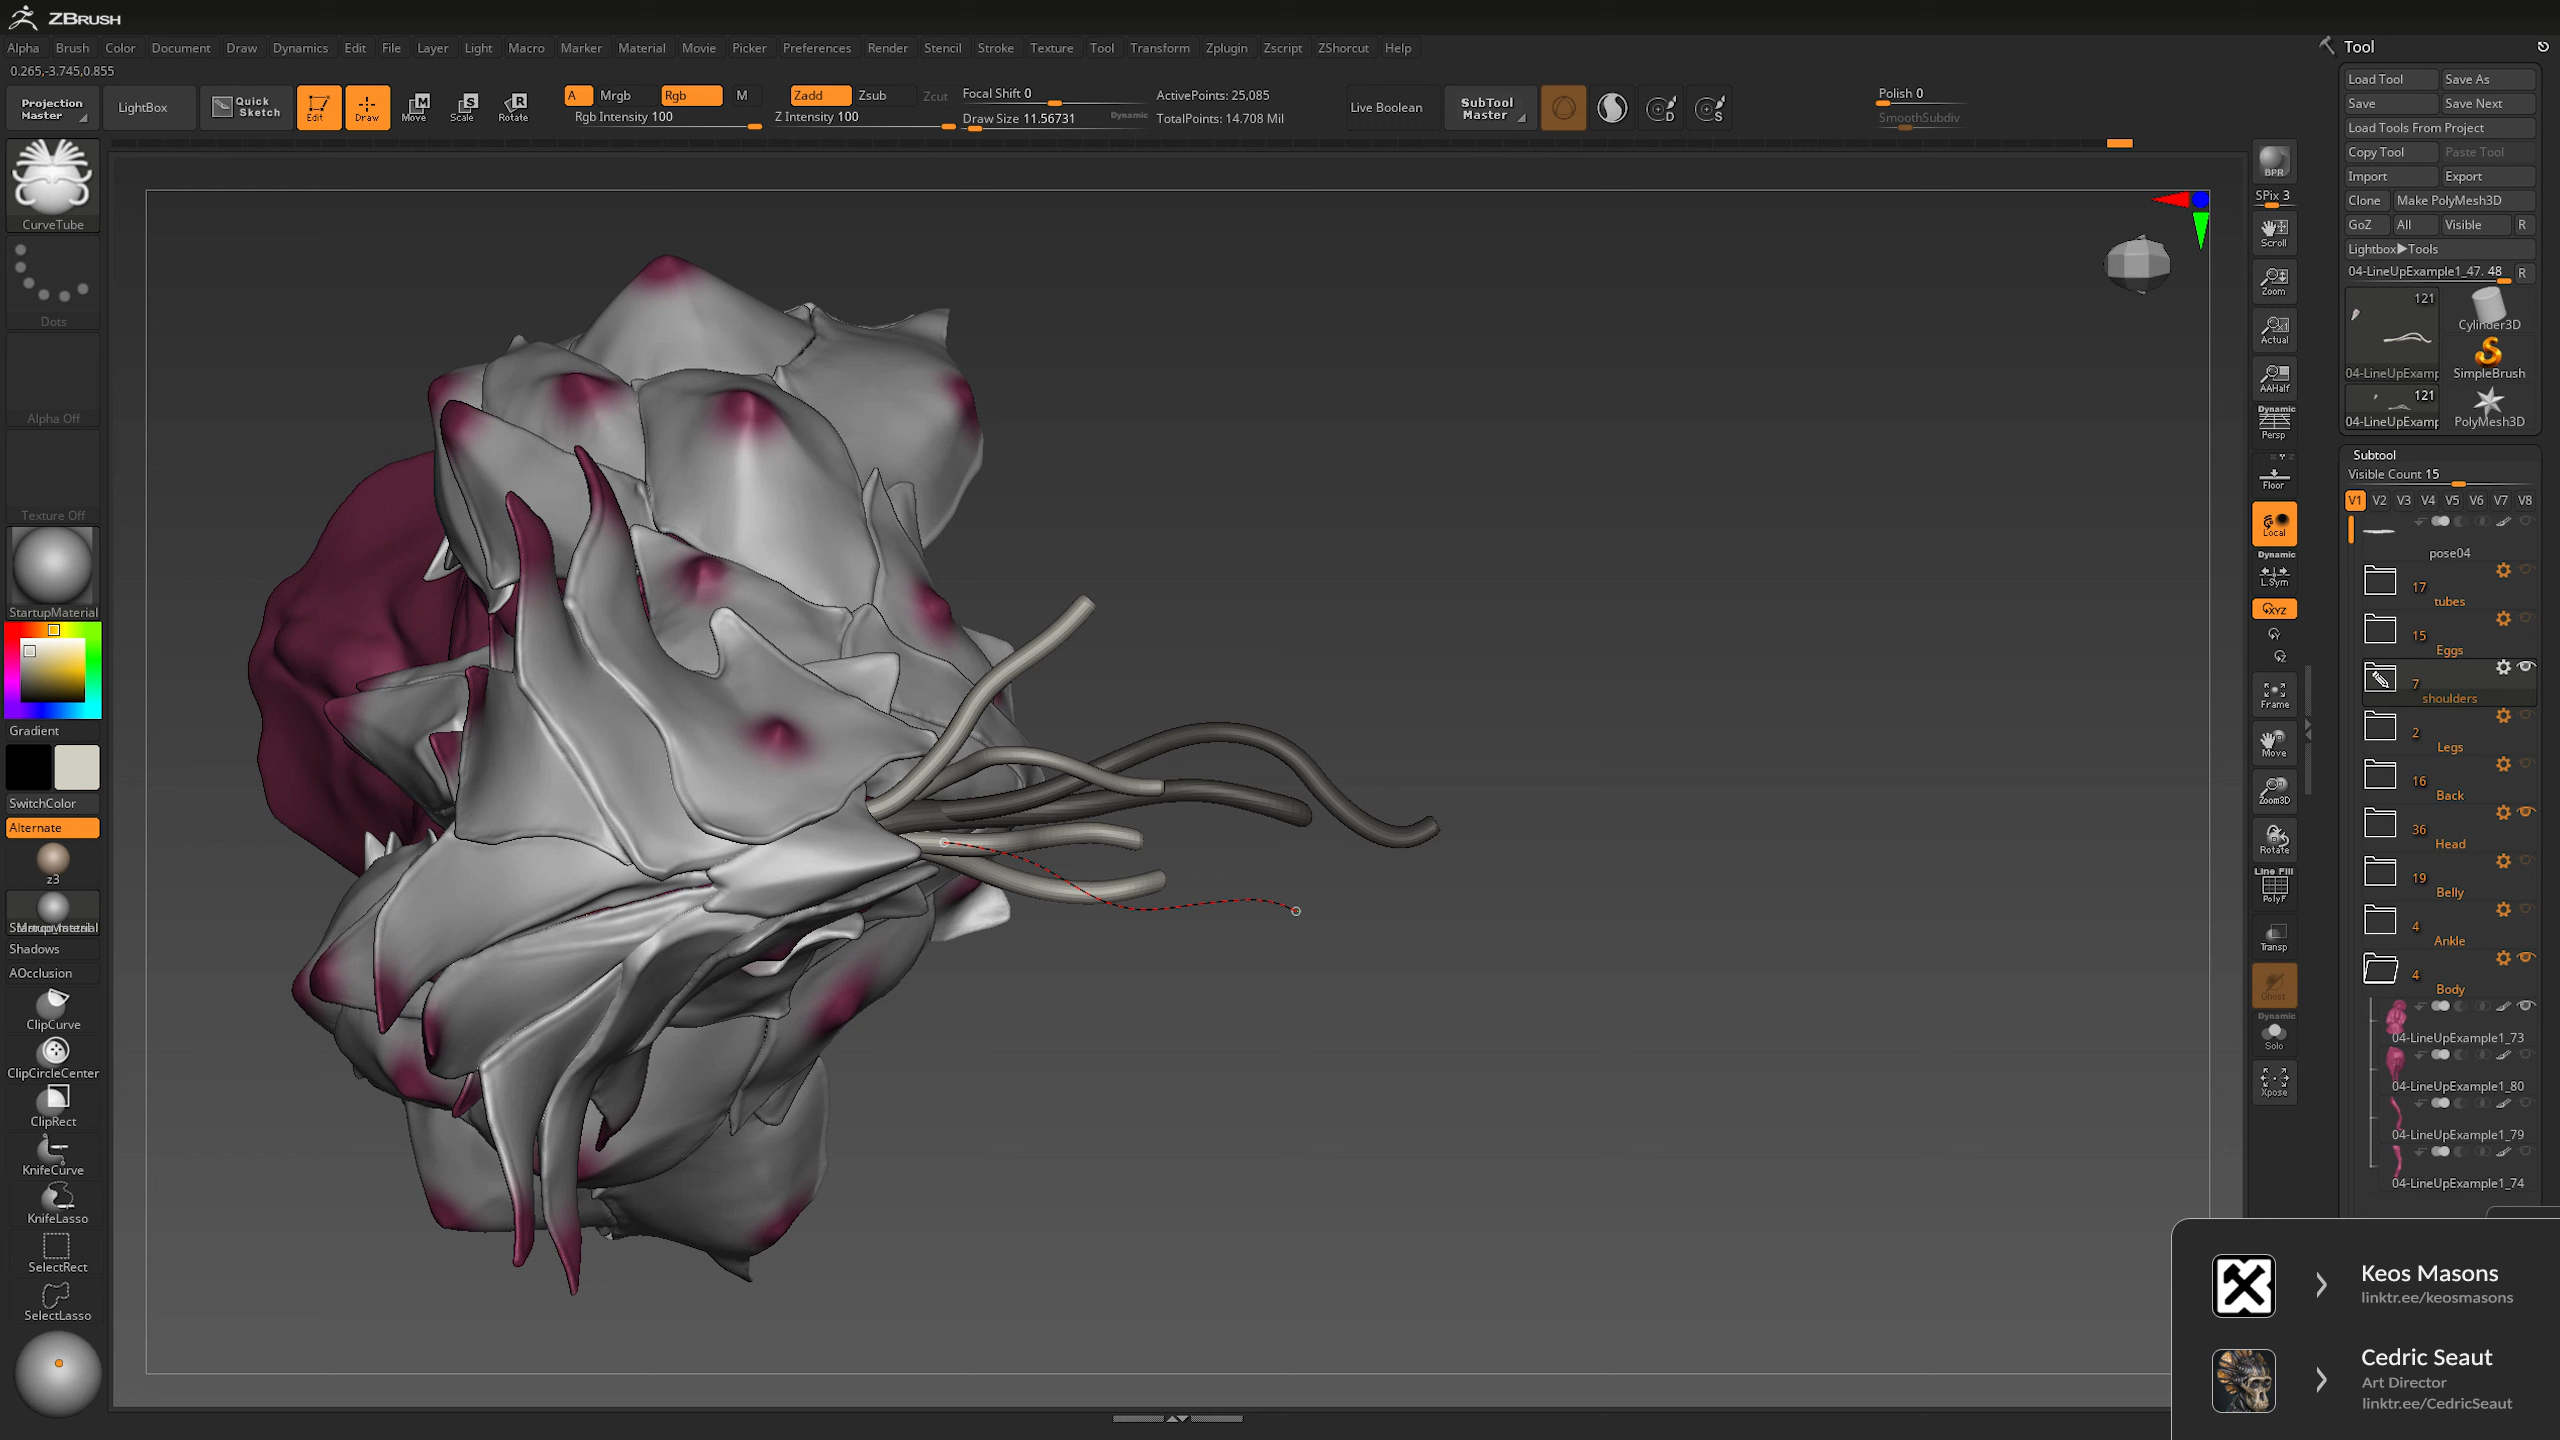 ZBRUSH
Alpha Brush Color Document Draw Dynamics Edit File Layer Light Macro Marker Material Movie Picker Preferences Render Stencil Stroke Texture Tool Transform Zplugin Zscript ZShorcut Help
0.265,-3.745,0.855
Projection Master
LightBox
Quick Sketch
Edit
Draw
Move
Scale
Rotate
A Mrgb Rgb M
Rgb Intensity 100
Zadd Zsub Zcut
Z Intensity 100
Focal Shift 0
Draw Size 11.56731
Dynamic
ActivePoints: 25,085
TotalPoints: 14.708 Mil
Live Boolean
SubTool Master
Polish 0
SmoothSubdiv
CurveTube
Dots
Alpha Off
Texture Off
StartupMaterial
Gradient
SwitchColor
Alternate
z3
Shadows
AOcclusion
ClipCurve
ClipCircleCenter
ClipRect
KnifeCurve
KnifeLasso
SelectRect
SelectLasso
BPR
SPix 3
Scroll
Zoom
Actual
AAHalf
Dynamic
Persp
Floor
Local
Dynamic
L.Sym
XYZ
Frame
Move
Zoom3D
Rotate
Line Fill
PolyF
Transp
Ghost
Dynamic
Solo
Xpose
Tool
Load Tool Save As
Save Save Next
Load Tools From Project
Copy Tool Paste Tool
Import Export
Clone Make PolyMesh3D
GoZ All Visible R
Lightbox▶Tools
04-LineUpExample1_47. 48 R
121
Cylinder3D
04-LineUpExamp SimpleBrush
121
04-LineUpExamp PolyMesh3D
Subtool
Visible Count 15
V1 V2 V3 V4 V5 V6 V7 V8
pose04
17
tubes
15
Eggs
7
shoulders
2
Legs
16
Back
36
Head
19
Belly
4
Ankle
4
Body
04-LineUpExample1_73
04-LineUpExample1_80
04-LineUpExample1_79
04-LineUpExample1_74
Keos Masons
linktr.ee/keosmasons
Cedric Seaut
Art Director
linktr.ee/CedricSeaut